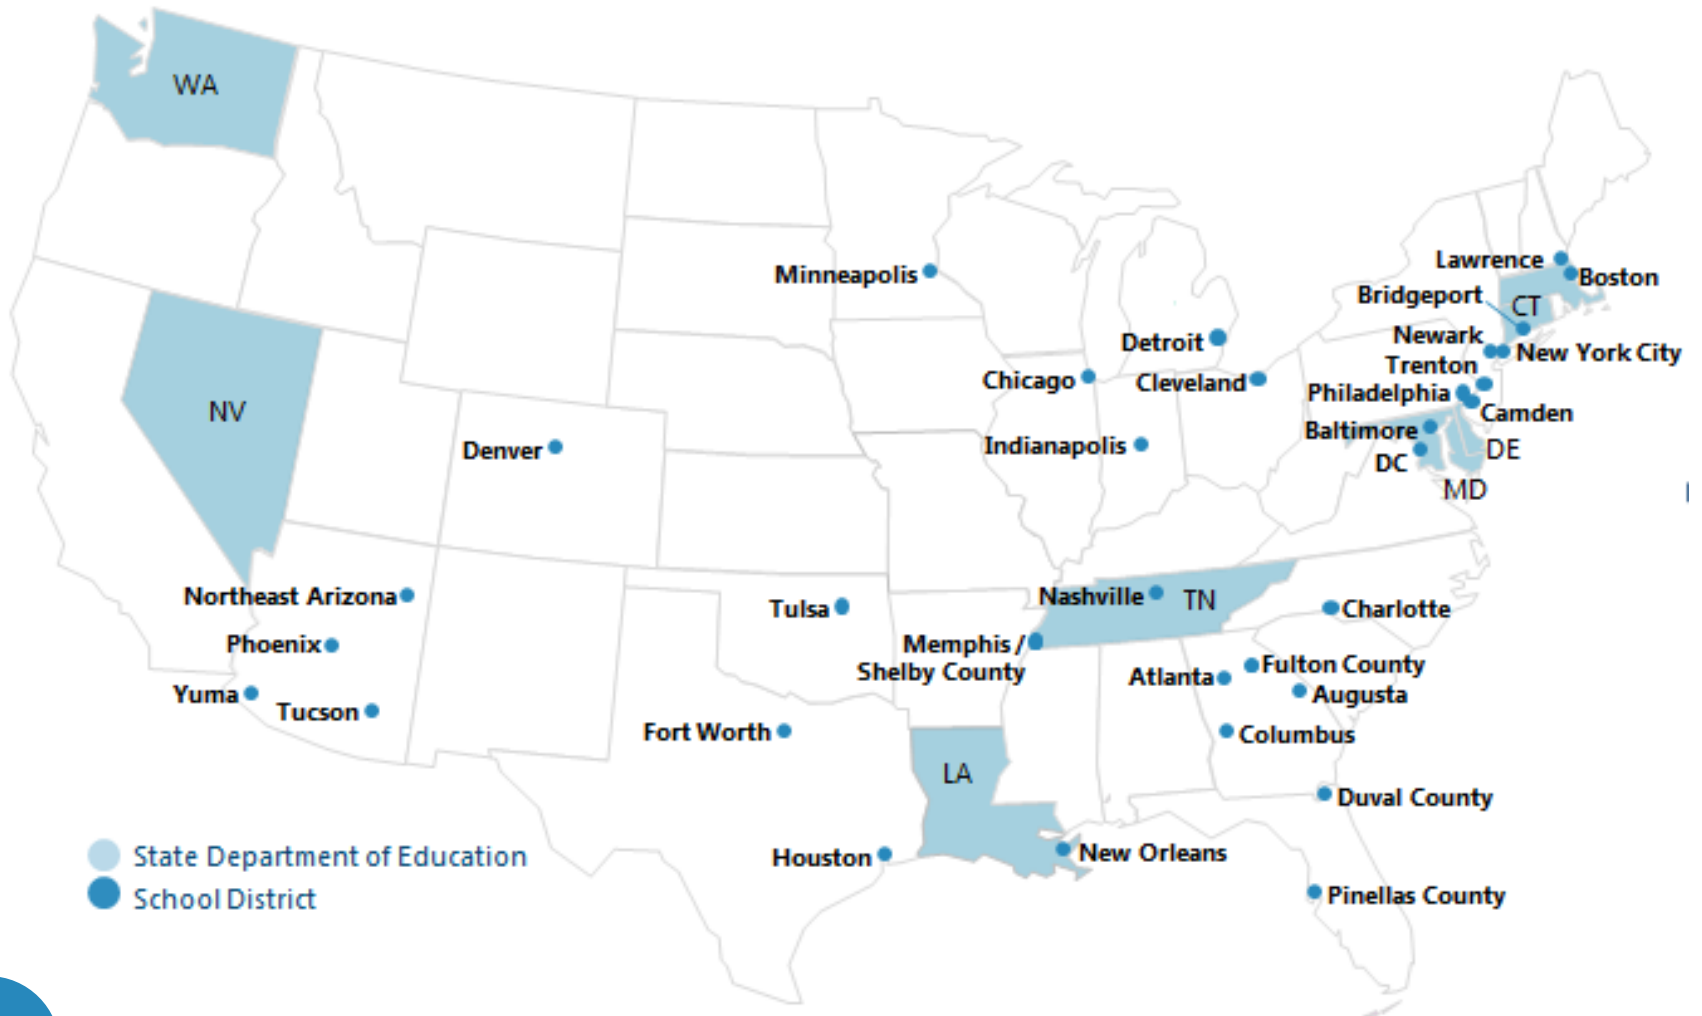 WA
Lawrence
Boston
Minneapolis
Bridgeport
CT
Newark
Detroit
New York City
Trenton
Chicago
Cleveland
Philadelphia
NV
Camden
Baltimore
Denver
Indianapolis
DE
DC
MD
Northeast Arizona
Nashville
TN
Tulsa
Charlotte
Phoenix
Memphis /
Shelby County
Fulton County
Atlanta
Yuma
Augusta
Tucson
Fort Worth
Columbus
LA
Duval County
New Orleans
Houston
State Department of Education
Pinellas County
School District